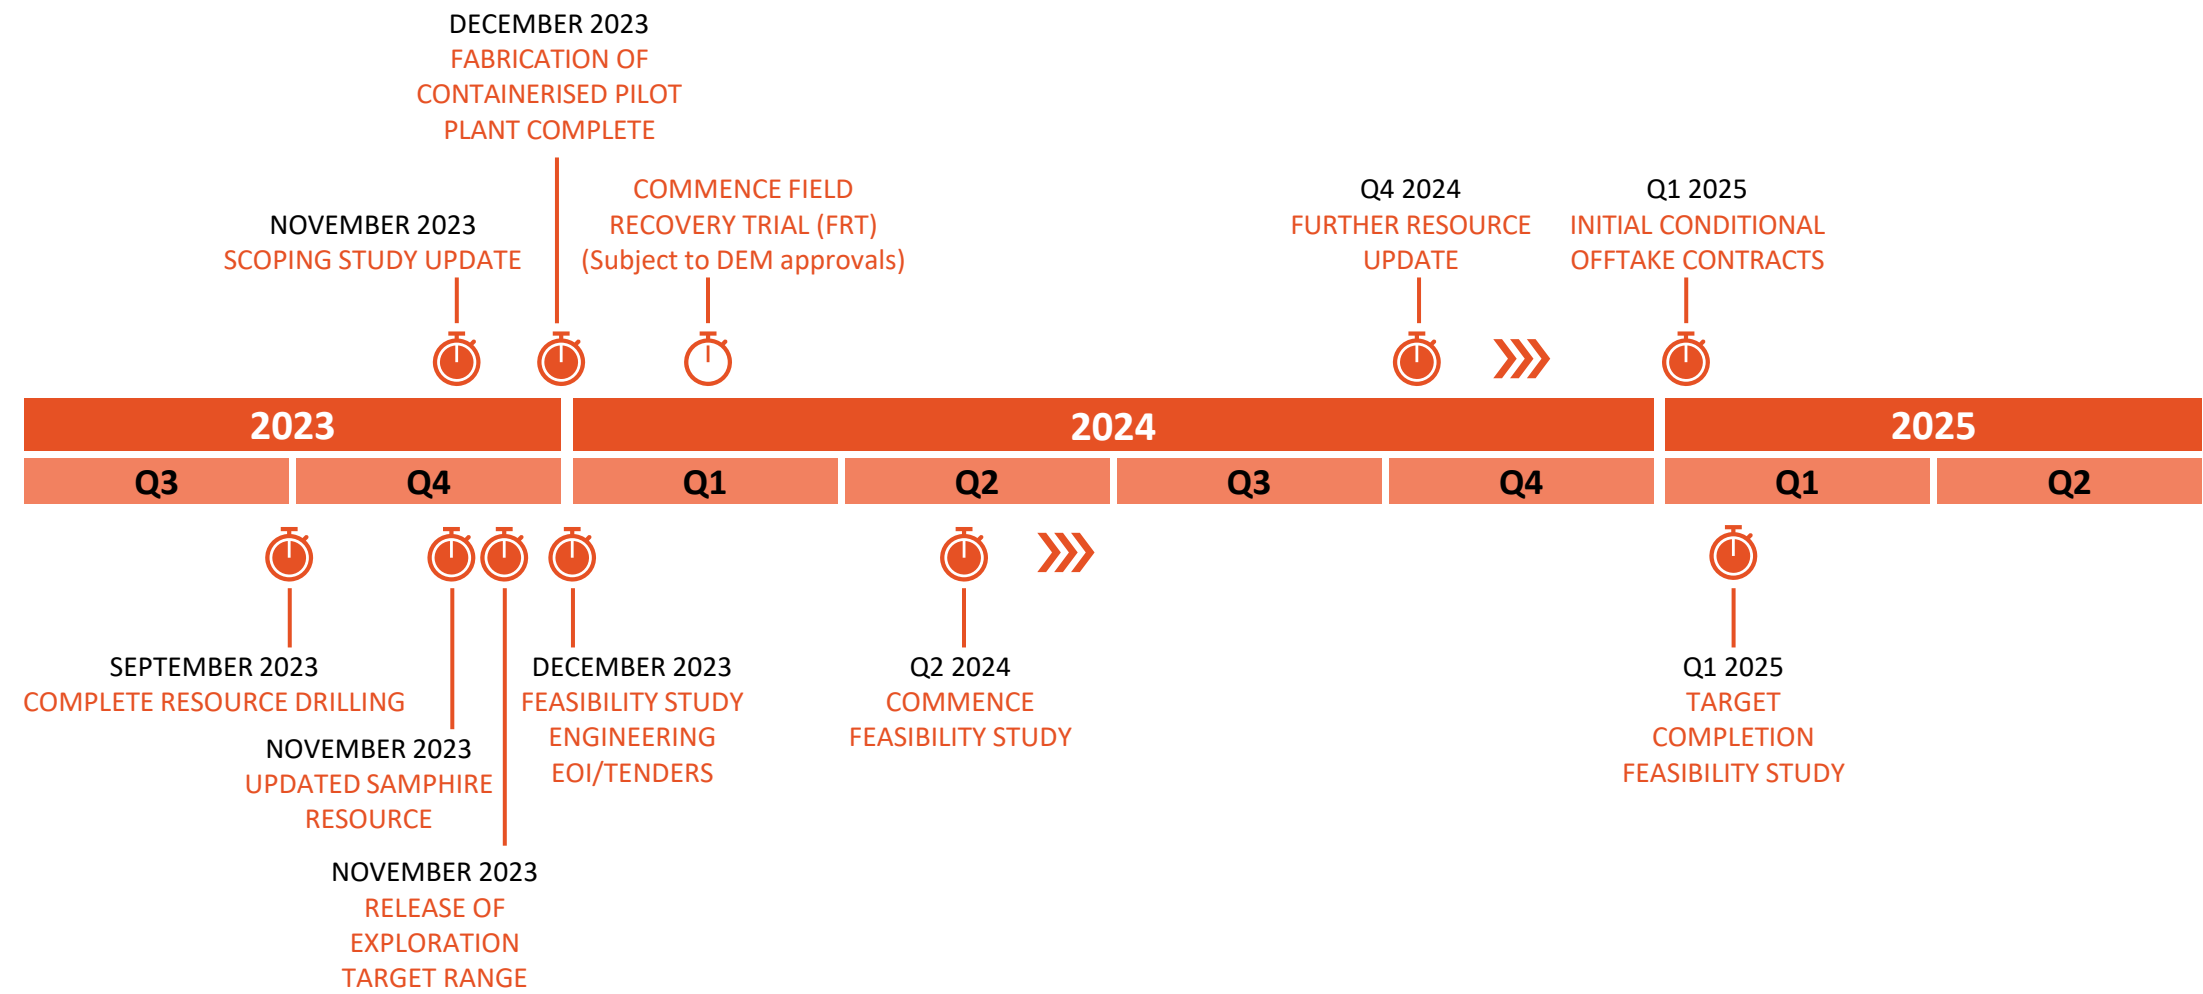 DECEMBER 2023
FABRICATION OF
CONTAINERISED PILOT
PLANT COMPLETE
NOVEMBER 2023
SCOPING STUDY UPDATE
COMMENCE FIELD
RECOVERY TRIAL (FRT)
(Subject to DEM approvals)
Q4 2024
FURTHER RESOURCE
UPDATE
Q1 2025
INITIAL CONDITIONAL
OFFTAKE CONTRACTS
2023
2024
2025
Q3
Q4
Q1
Q2
Q3
Q4
Q1
Q2
SEPTEMBER 2023
COMPLETE RESOURCE DRILLING
NOVEMBER 2023
UPDATED SAMPHIRE
RESOURCE
NOVEMBER 2023
RELEASE OF
EXPLORATION
TARGET RANGE
DECEMBER 2023
FEASIBILITY STUDY
ENGINEERING
EOI/TENDERS
Q2 2024
COMMENCE
FEASIBILITY STUDY
Q1 2025
TARGET
COMPLETION
FEASIBILITY STUDY